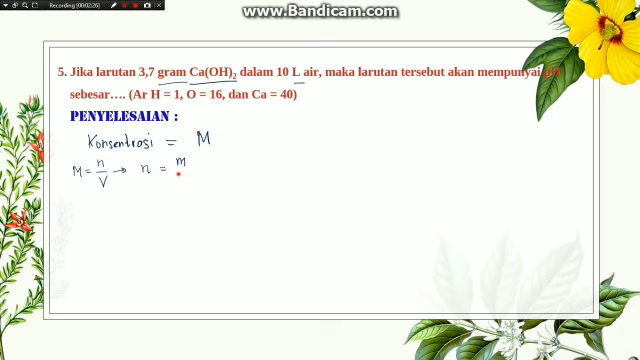 Recording [00:02:26]
www.Bandicam.com
5. Jika larutan 3,7 gram Ca(OH)₂ dalam 10 L air, maka larutan tersebut akan mempunyai
sebesar…. (Ar H = 1, O = 16, dan Ca = 40)
PENYELESAIAN :
Konsentrasi = M
M = n/V → n = m